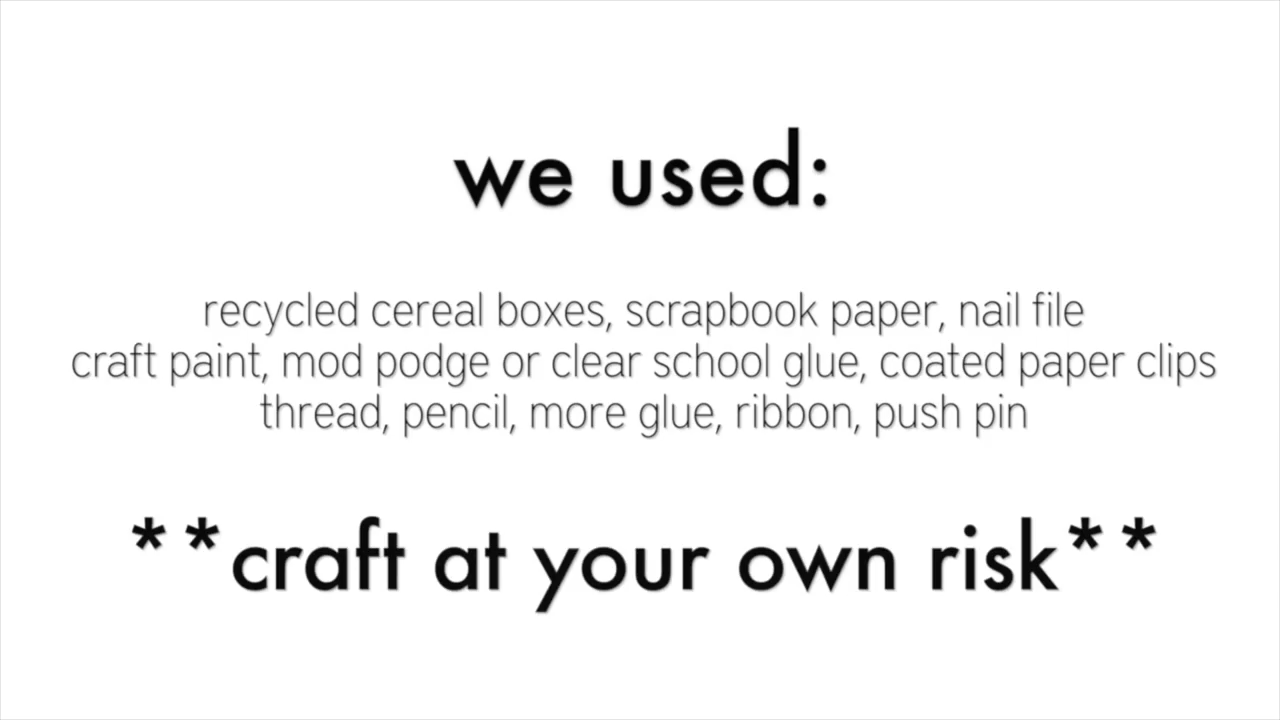 we used:
recycled cereal boxes, scrapbook paper, nail file
craft paint, mod podge or clear school glue, coated paper clips
thread, pencil, more glue, ribbon, push pin
**craft at your own risk**